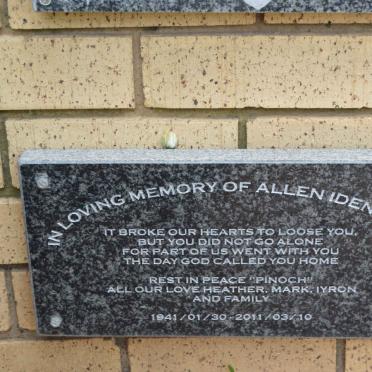 IN LOVING MEMORY OF ALLEN IDEN
IT BROKE OUR HEARTS TO LOOSE YOU,
BUT YOU DID NOT GO ALONE
FOR PART OF US WENT WITH YOU
THE DAY GOD CALLED YOU HOME
REST IN PEACE "PINOCH"
ALL OUR LOVE HEATHER, MARK, IYRON
AND FAMILY
1941/01/30-2011/03/10